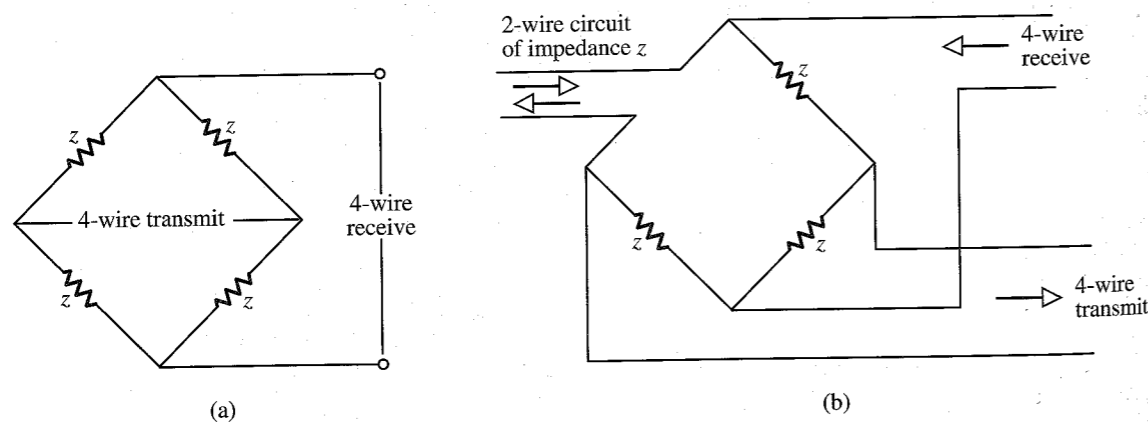 z
z
4-wire transmit
z
z
4-wire
receive
(a)
2-wire circuit
of impedance z
z
4-wire
receive
z
z
4-wire
transmit
(b)